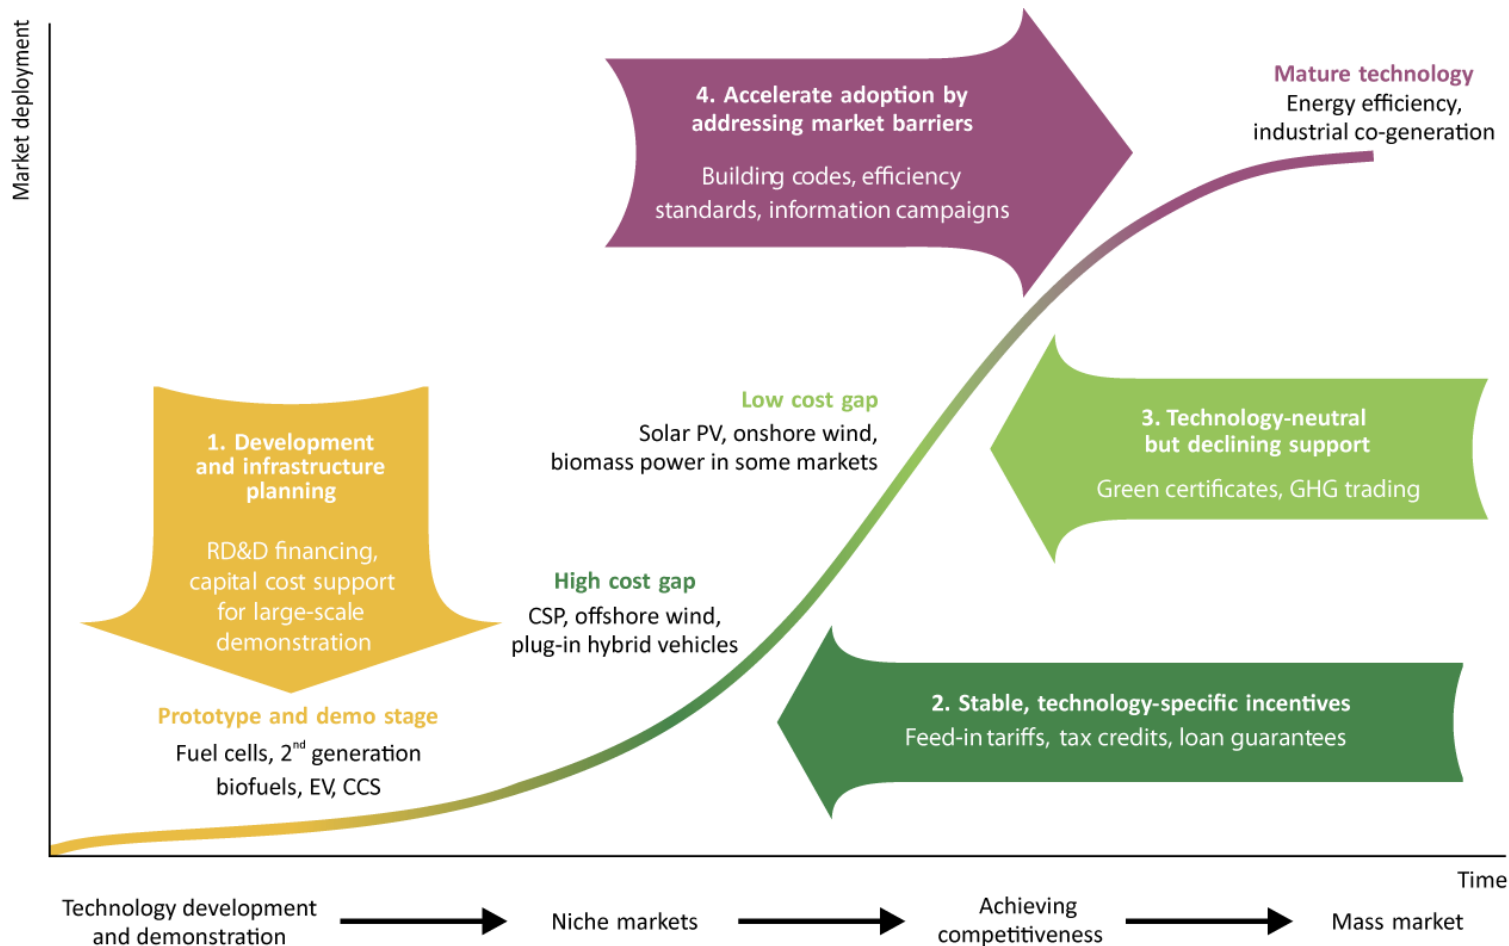 Market deployment
4. Accelerate adoption by
addressing market barriers
Building codes, efficiency
standards, information campaigns
Mature technology
Energy efficiency,
industrial co-generation
1. Development
and infrastructure
planning
RD&D financing,
capital cost support
for large-scale
demonstration
Low cost gap
Solar PV, onshore wind,
biomass power in some markets
3. Technology-neutral
but declining support
Green certificates, GHG trading
High cost gap
CSP, offshore wind,
plug-in hybrid vehicles
Prototype and demo stage
Fuel cells, 2nd generation
biofuels, EV, CCS
2. Stable, technology-specific incentives
Feed-in tariffs, tax credits, loan guarantees
Time
Technology development
and demonstration
Niche markets
Achieving
competitiveness
Mass market